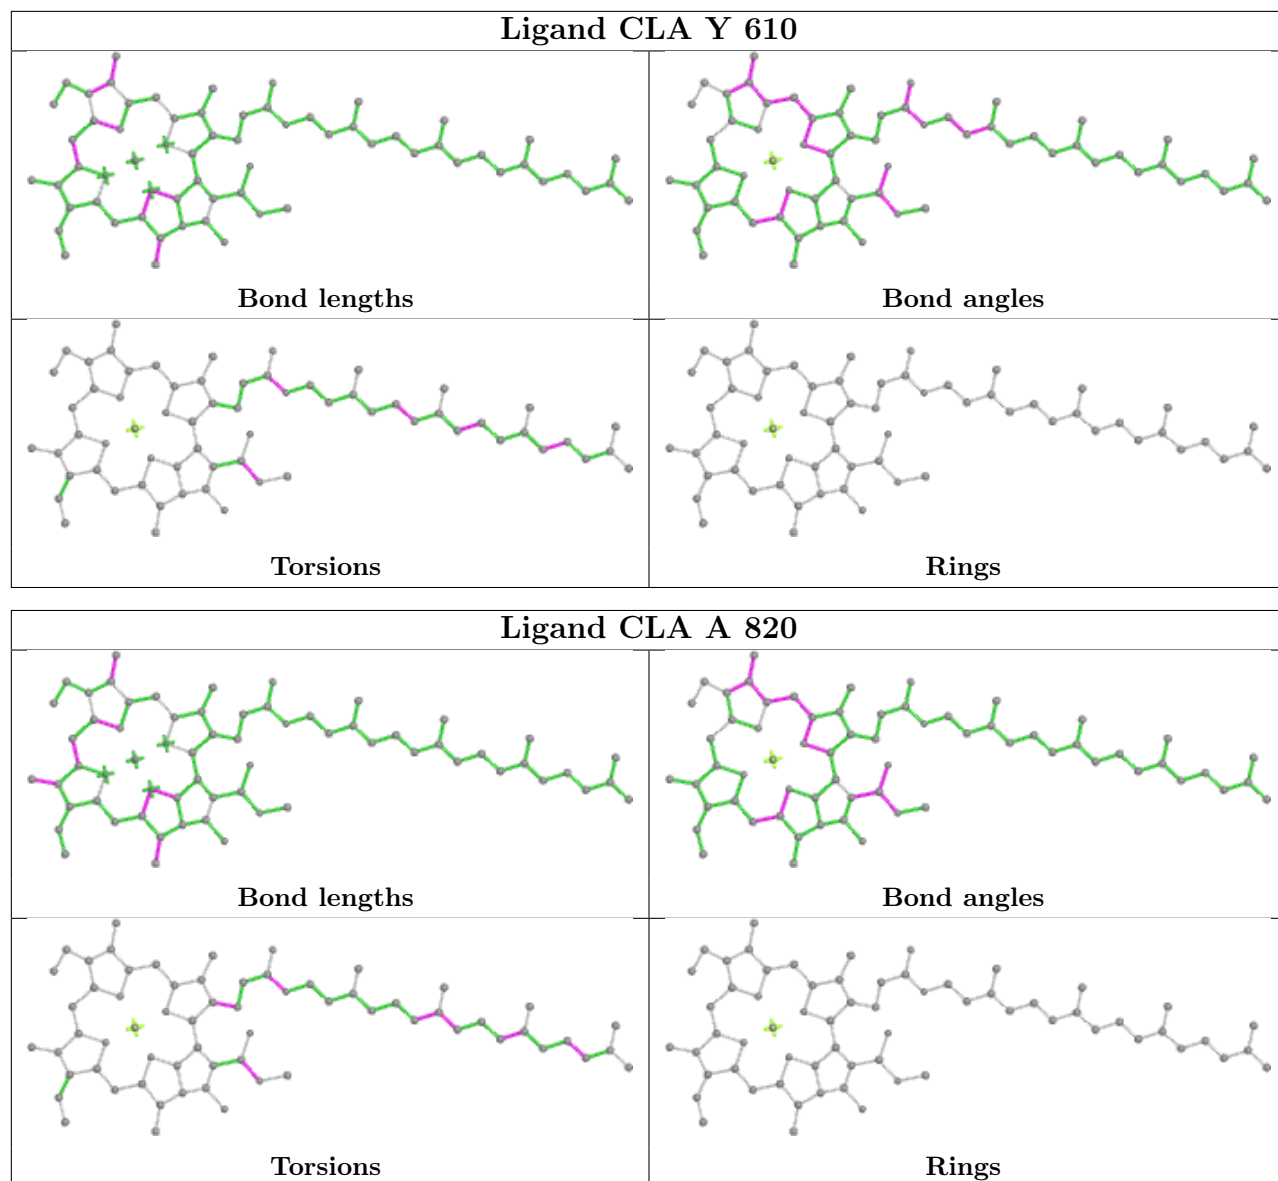 Ligand CLA Y 610
Bond lengths
Bond angles
Torsions
Rings
Ligand CLA A 820
Bond lengths
Bond angles
Torsions
Rings